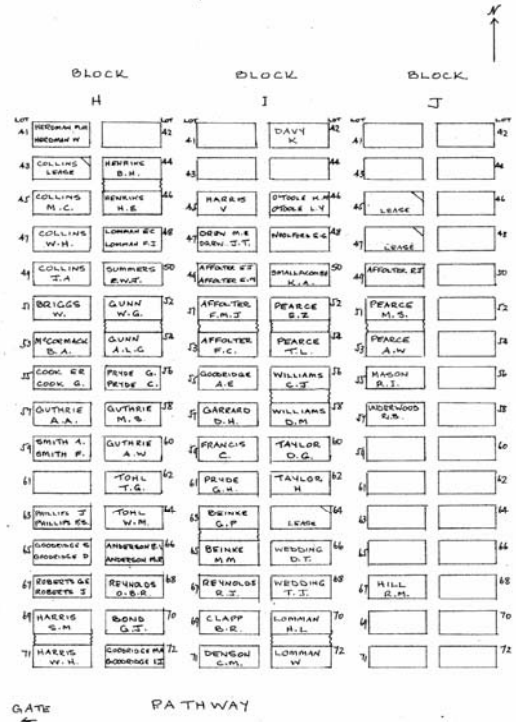 N
BLOCK BLOCK BLOCK
H I J
LOT LOT LOT LOT LOT LOT
41 HERDMAN M.M 42 41 DAVY 42 41 42
HERDMAN W K
43 COLLINS HENRIKS 44 43 44 43 44
LEASE B.H.
45 COLLINS HENRIKS 46 45 HARRIS O'TOOLE K.M 46 45 LEASE 46
M.C. H.E V O'TOOLE L.Y
47 COLLINS LOMMAN E.C 48 47 DREW M.E 48 47 LEASE 48
W.H. LOMMAN F.I DREW J.T.
49 COLLINS SUMMERS 50 49 AFFOLTER E.J SMALLACOMBE 50 49 AFFOLTER R.J 50
J.A E.W.J. AFFOLTER E.M K.A.
51 BRIGGS GUNN 52 51 AFFOLTER PEARCE 52 51 PEARCE 52
W. W.G. F.M.J E.Z M.S.
53 McCORMACK GUNN 54 53 AFFOLTER PEARCE 54 53 PEARCE 54
B.A. A.L.G F.C. T.L. A.W
55 COOK E.R PRYDE G. 56 55 GOODRIDGE WILLIAMS 56 55 MASON 56
COOK G. PRYDE C. A.E C.J R.I.
57 GUTHRIE GUTHRIE 58 57 GARRARD WILLIAMS 58 57 UNDERWOOD 58
A.A. M.S. D.H. D.M R.S.
59 SMITH A. GUTHRIE 60 59 FRANCIS TAYLOR 60 59 60
SMITH F. A.W C. D.G.
61 TOHL 62 61 PRYDE TAYLOR 62 61 62
T.G. G.H. H
63 PHILLIPS J TOHL 64 63 BEINKE LEASE 64 63 64
PHILLIPS E.S. W.M. G.P
65 GOODRIDGE S ANDERSON E.V 66 65 BEINKE WEDDING 66 65 66
GOODRIDGE D ANDERSON M.R M.M D.T.
67 ROBERTS G.E REYNOLDS 68 67 REYNOLDS WEDDING 68 67 HILL 68
ROBERTS I O.B.R R.J. T.J. R.M.
69 HARRIS BOND 70 69 CLAPP LOMMAN 70 69 70
S.M G.J. B.R. H.L
71 HARRIS GOODRIDGE M.A 72 71 DENSON LOMMAN 72 71 72
W.H. GOODRIDGE I.J C.M. W
GATE PATHWAY